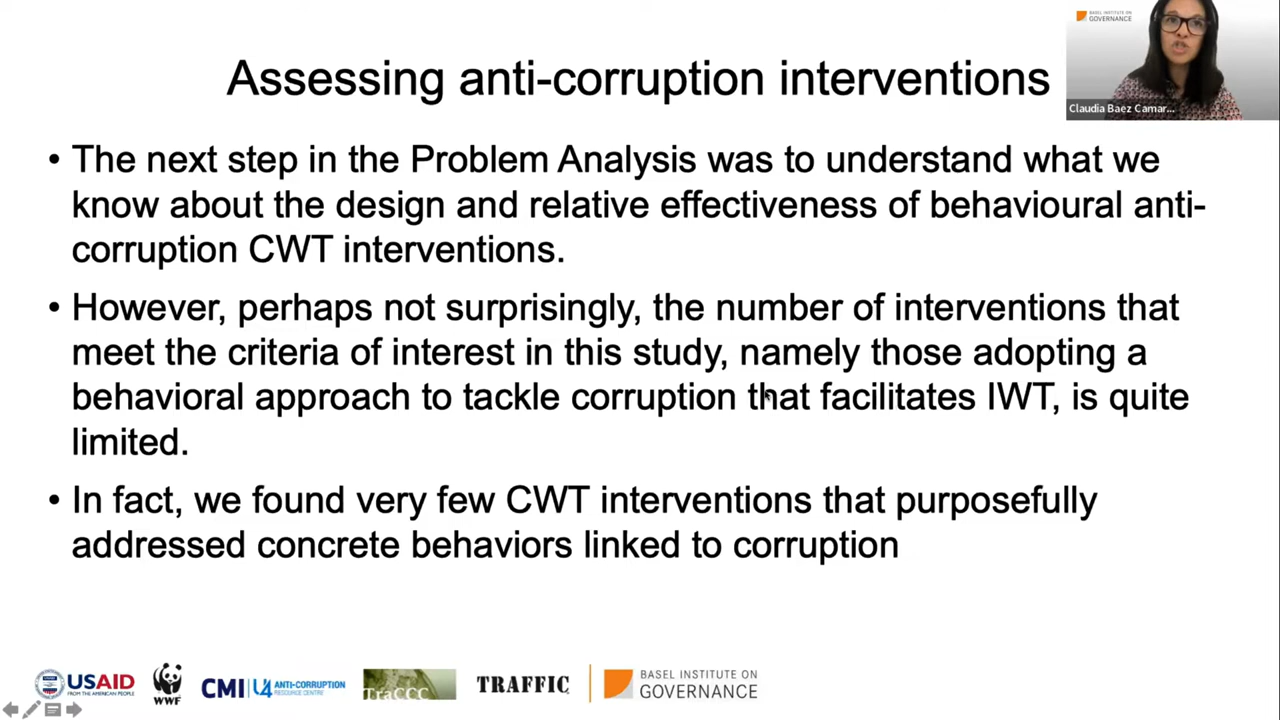 BASEL INSTITUTE ON
GOVERNANCE
Claudia Baez Camar...
Assessing anti-corruption interventions
• The next step in the Problem Analysis was to understand what we
know about the design and relative effectiveness of behavioural anti-
corruption CWT interventions.
• However, perhaps not surprisingly, the number of interventions that
meet the criteria of interest in this study, namely those adopting a
behavioral approach to tackle corruption that facilitates IWT, is quite
limited.
• In fact, we found very few CWT interventions that purposefully
addressed concrete behaviors linked to corruption
USAID
FROM THE AMERICAN PEOPLE
WWF
CMI U4 ANTI-CORRUPTION
RESOURCE CENTRE
TraCCC
TRAFFIC
BASEL INSTITUTE ON
GOVERNANCE